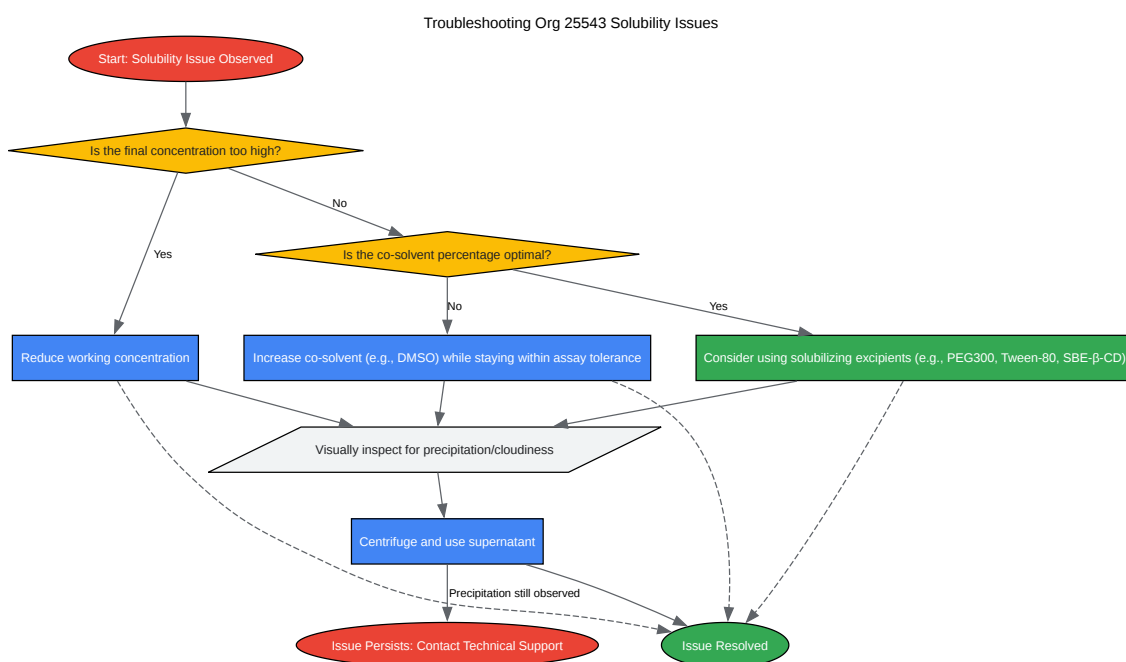 Troubleshooting Org 25543 Solubility Issues
Start: Solubility Issue Observed
Is the final concentration too high?
No
Yes
Is the co-solvent percentage optimal?
No
Yes
Reduce working concentration
Increase co-solvent (e.g., DMSO) while staying within assay tolerance
Consider using solubilizing excipients (e.g., PEG300, Tween-80, SBE-β-CD)
Visually inspect for precipitation/cloudiness
Centrifuge and use supernatant
Precipitation still observed
Issue Persists: Contact Technical Support
Issue Resolved